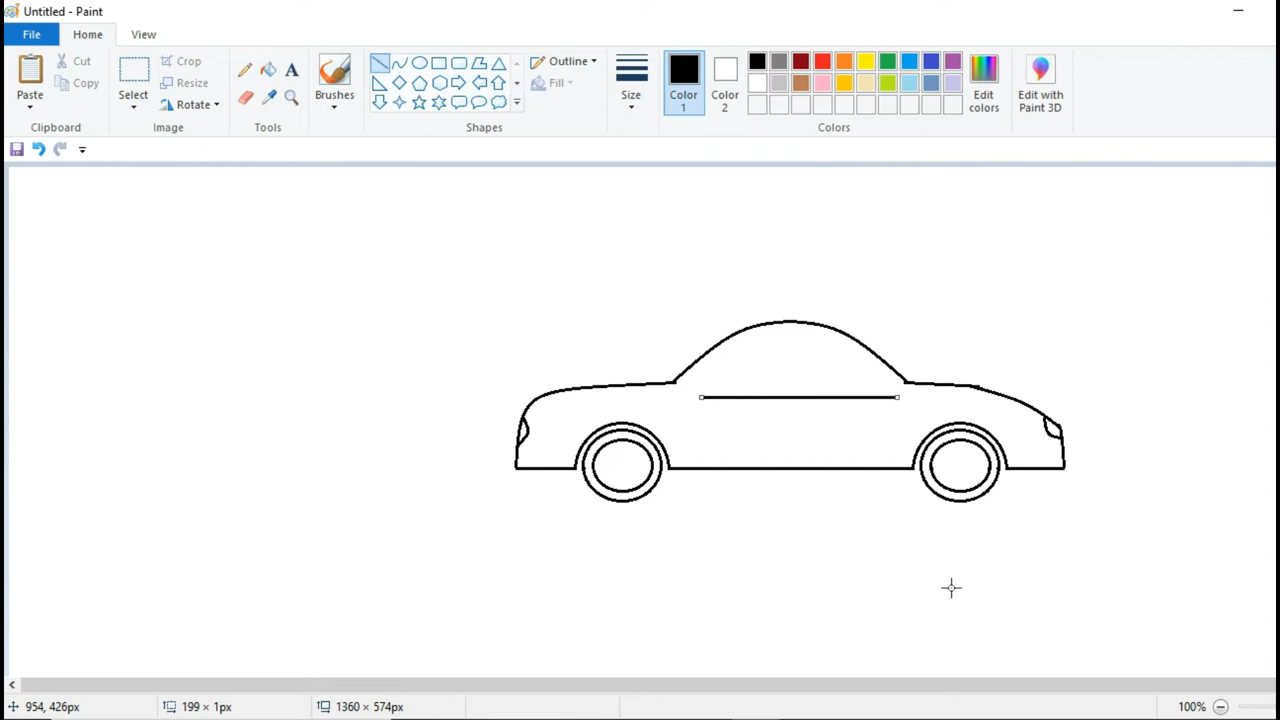 Untitled - Paint
File Home View
Paste
Cut
Copy
Clipboard
Select
Crop
Resize
Rotate
Image
A
Tools
Brushes
Outline
Fill
Shapes
Size
Color
1
Color
2
Edit
colors
Colors
Edit with
Paint 3D
954, 426px 199 × 1px 1360 × 574px 100%